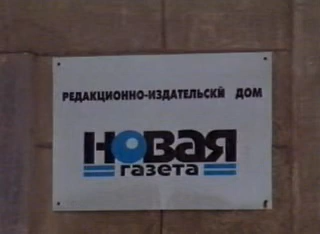 РЕДАКЦИОННО-ИЗДАТЕЛЬСКЙ ДОМ
НОВАЯ
газета